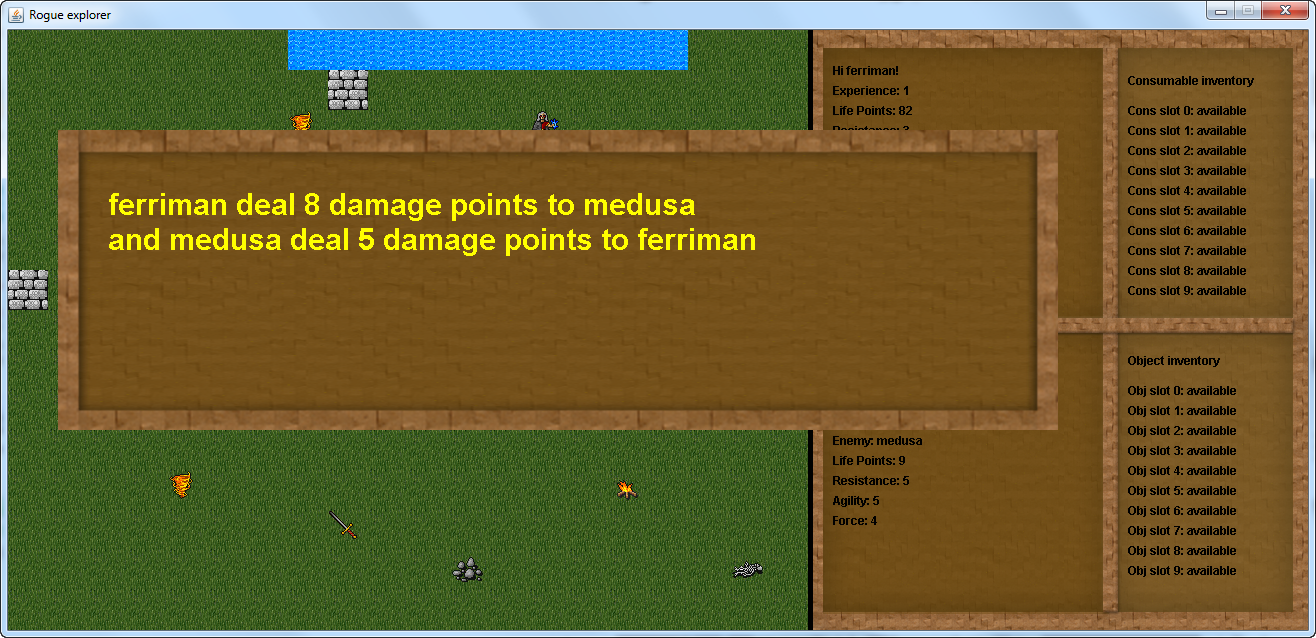 Rogue explorer
Hi ferriman!
Experience: 1
Life Points: 82
Resistance: 3
ferriman deal 8 damage points to medusa
and medusa deal 5 damage points to ferriman
Enemy: medusa
Life Points: 9
Resistance: 5
Agility: 5
Force: 4
Consumable inventory
Cons slot 0: available
Cons slot 1: available
Cons slot 2: available
Cons slot 3: available
Cons slot 4: available
Cons slot 5: available
Cons slot 6: available
Cons slot 7: available
Cons slot 8: available
Cons slot 9: available
Object inventory
Obj slot 0: available
Obj slot 1: available
Obj slot 2: available
Obj slot 3: available
Obj slot 4: available
Obj slot 5: available
Obj slot 6: available
Obj slot 7: available
Obj slot 8: available
Obj slot 9: available